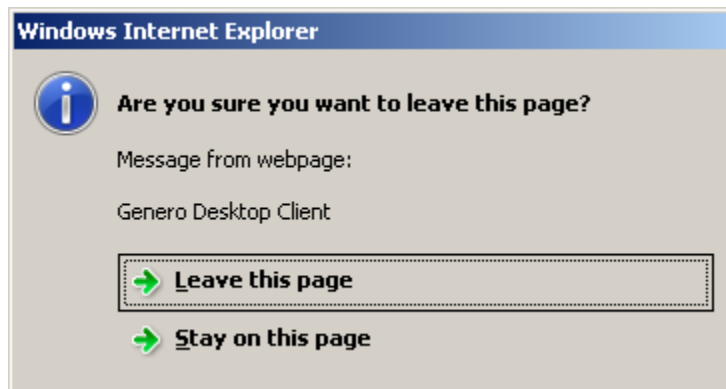 Windows Internet Explorer
Are you sure you want to leave this page?
Message from webpage:
Genero Desktop Client
Leave this page
Stay on this page